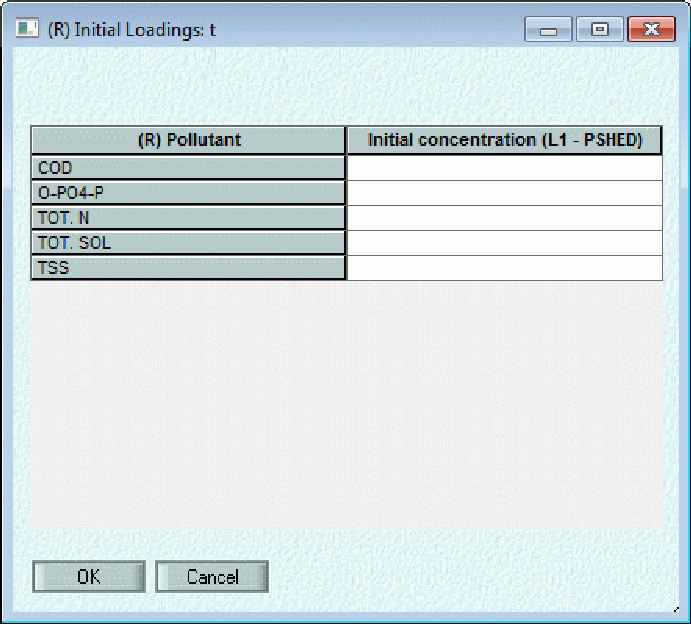 (R) Initial Loadings: t
(R) Pollutant Initial concentration (L1 - PSHED)
COD
O-PO4-P
TOT. N
TOT. SOL
TSS
OK Cancel